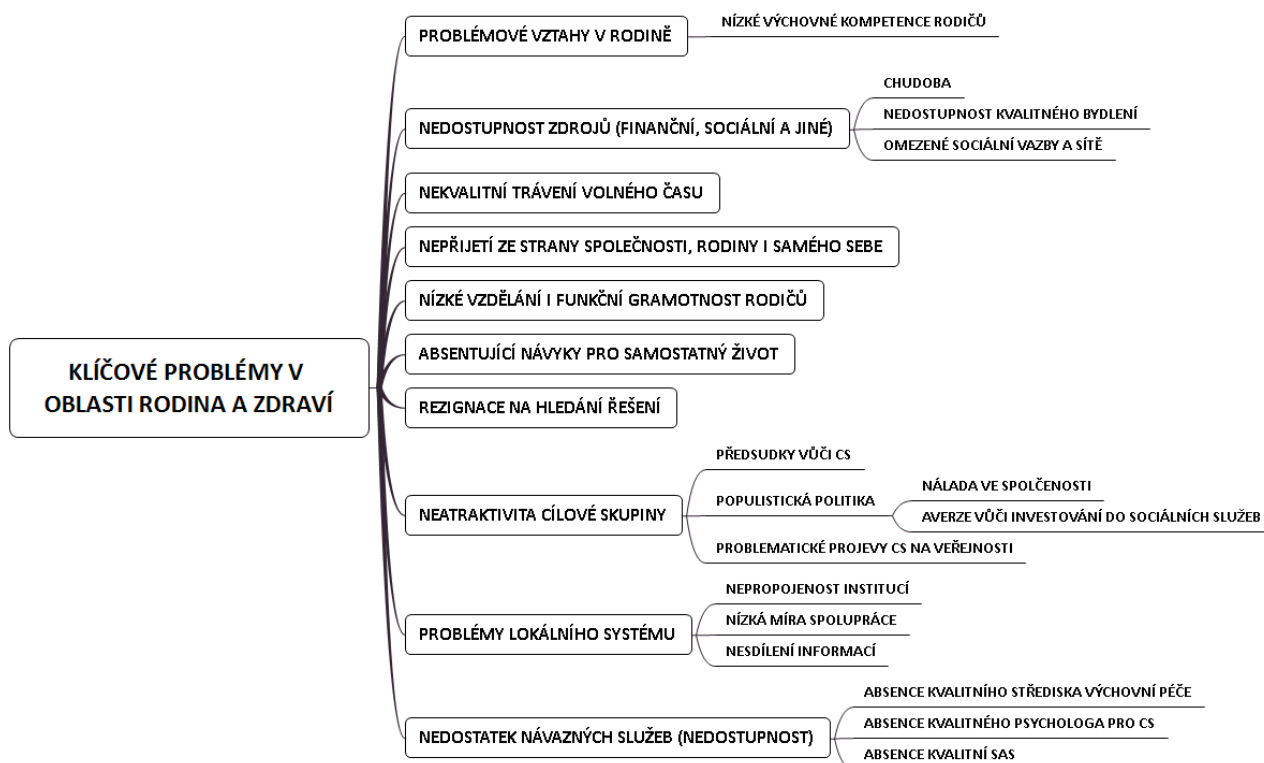 PROBLÉMOVÉ VZTAHY V RODINĚ
NÍZKÉ VÝCHOVNÉ KOMPETENCE RODIČŮ
NEDOSTUPNOST ZDROJŮ (FINANČNÍ, SOCIÁLNÍ A JINÉ)
CHUDOBA
NEDOSTUPNOST KVALITNÉHO BYDLENÍ
OMEZENÉ SOCIÁLNÍ VAZBY A SÍTĚ
NEKVALITNÍ TRÁVENÍ VOLNÉHO ČASU
NEPŘIJETÍ ZE STRANY SPOLEČNOSTI, RODINY I SAMÉHO SEBE
NÍZKÉ VZDĚLÁNÍ I FUNKČNÍ GRAMOTNOST RODIČŮ
KLÍČOVÉ PROBLÉMY V
OBLASTI RODINA A ZDRAVÍ
ABSENTUJÍCÍ NÁVYKY PRO SAMOSTATNÝ ŽIVOT
REZIGNACE NA HLEDÁNÍ ŘEŠENÍ
NEATRAKTIVITA CÍLOVÉ SKUPINY
PŘEDSUDKY VŮČI CS
POPULISTICKÁ POLITIKA
NÁLADA VE SPOLČENOSTI
AVERZE VŮČI INVESTOVÁNÍ DO SOCIÁLNÍCH SLUŽEB
PROBLEMATICKÉ PROJEVY CS NA VEŘEJNOSTI
PROBLÉMY LOKÁLNÍHO SYSTÉMU
NEPROPOJENOST INSTITUCÍ
NÍZKÁ MÍRA SPOLUPRÁCE
NESDÍLENÍ INFORMACÍ
NEDOSTATEK NÁVAZNÝCH SLUŽEB (NEDOSTUPNOST)
ABSENCE KVALITNÍHO STŘEDISKA VÝCHOVNÍ PÉČE
ABSENCE KVALITNÉHO PSYCHOLOGA PRO CS
ABSENCE KVALITNÍ SAS